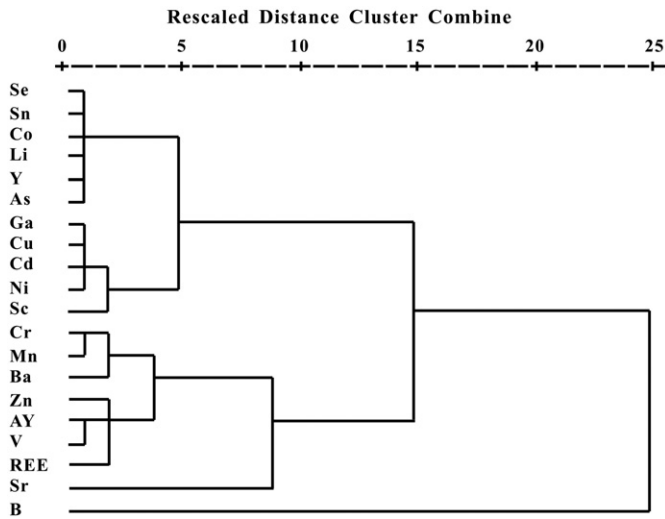 Rescaled Distance Cluster Combine
0 5 10 15 20 25
Se
Sn
Co
Li
Y
As
Ga
Cu
Cd
Ni
Sc
Cr
Mn
Ba
Zn
AY
V
REE
Sr
B